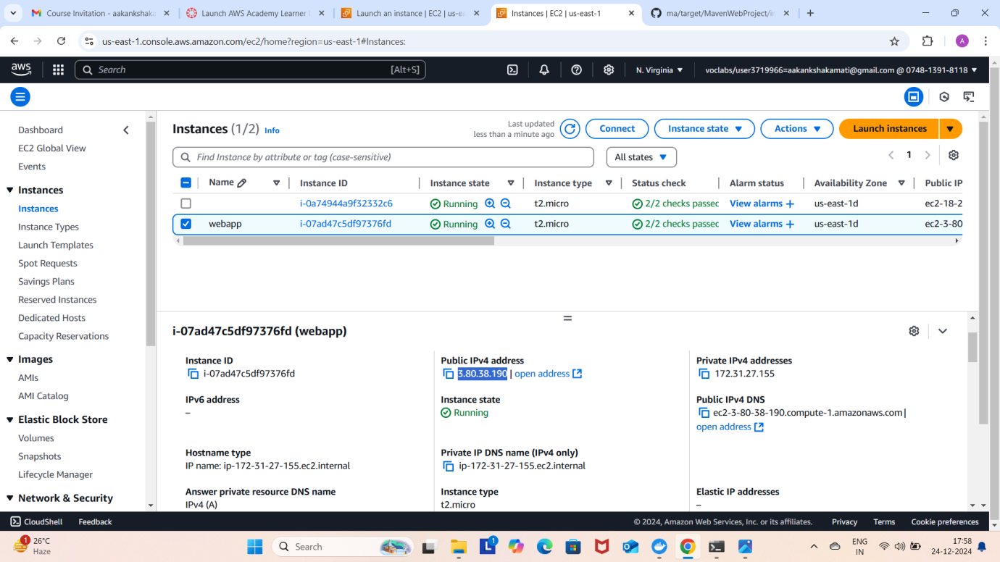 Course Invitation - aakanksha
Launch AWS Academy Learner
Launch an instance | EC2 | us-ea
Instances | EC2 | us-east-1
ma/target/MavenWebProject/in
us-east-1.console.aws.amazon.com/ec2/home?region=us-east-1#Instances:
A
aws
Search
[Alt+S]
N. Virginia
voclabs/user3719966=aakankshakamati@gmail.com @ 0748-1391-8118
Dashboard
EC2 Global View
Events
Instances
Instances
Instance Types
Launch Templates
Spot Requests
Savings Plans
Reserved Instances
Dedicated Hosts
Capacity Reservations
Images
AMIs
AMI Catalog
Elastic Block Store
Volumes
Snapshots
Lifecycle Manager
Network & Security
Instances (1/2) Info
Last updated
less than a minute ago
Connect
Instance state
Actions
Launch instances
Find Instance by attribute or tag (case-sensitive)
All states
1
Name Instance ID Instance state Instance type Status check Alarm status Availability Zone Public IP
i-0a74944a9f32332c6 Running t2.micro 2/2 checks passed View alarms + us-east-1d ec2-18-2
webapp i-07ad47c5df97376fd Running t2.micro 2/2 checks passed View alarms + us-east-1d ec2-3-80
i-07ad47c5df97376fd (webapp)
Instance ID
i-07ad47c5df97376fd
Public IPv4 address
3.80.38.190 | open address
Private IPv4 addresses
172.31.27.155
IPv6 address
–
Instance state
Running
Public IPv4 DNS
ec2-3-80-38-190.compute-1.amazonaws.com |
open address
Hostname type
IP name: ip-172-31-27-155.ec2.internal
Private IP DNS name (IPv4 only)
ip-172-31-27-155.ec2.internal
Answer private resource DNS name
IPv4 (A)
Instance type
t2.micro
Elastic IP addresses
–
CloudShell
Feedback
© 2024, Amazon Web Services, Inc. or its affiliates.
Privacy
Terms
Cookie preferences
1
26°C
Haze
Search
L
1
ENG
IN
17:58
24-12-2024